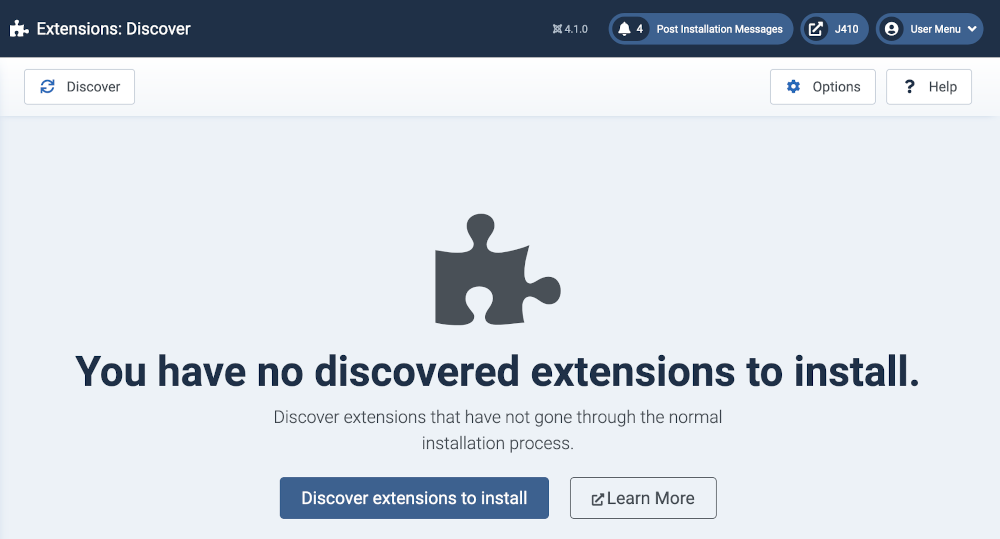 Extensions: Discover
4.1.0
4 Post Installation Messages
J410
User Menu
Discover
Options
? Help
You have no discovered extensions to install.
Discover extensions that have not gone through the normal
installation process.
Discover extensions to install
Learn More